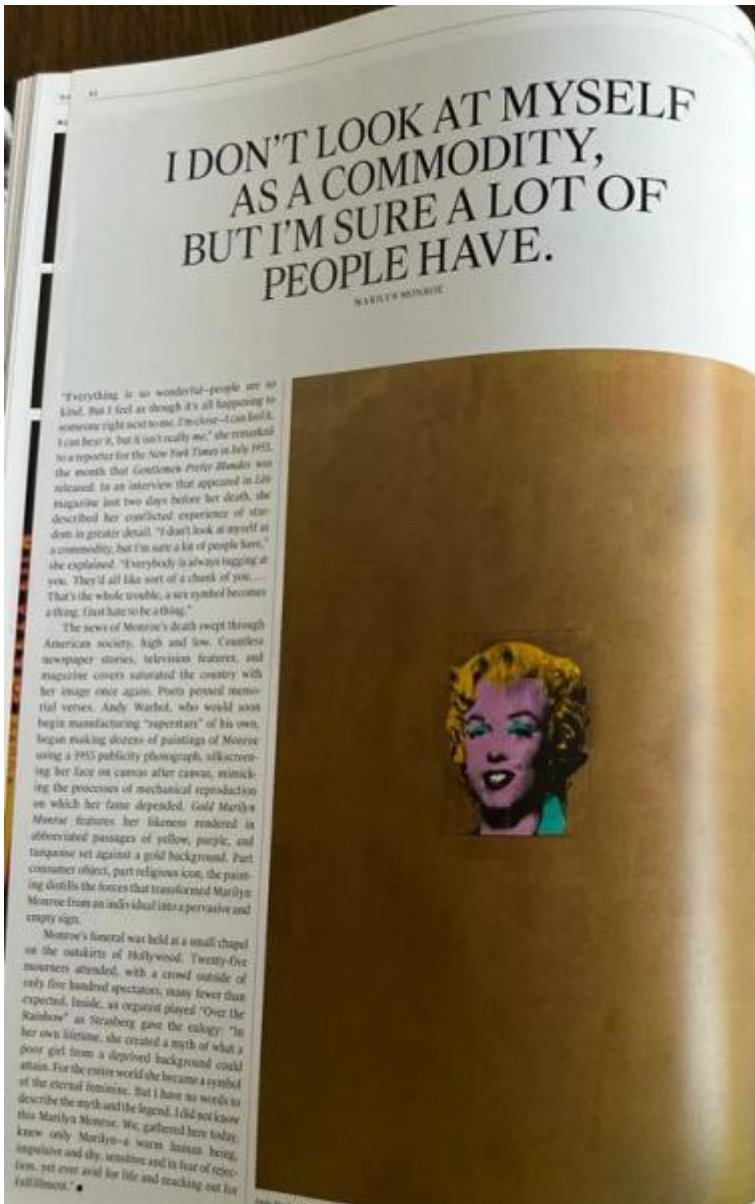 I DON'T LOOK AT MYSELF
AS A COMMODITY,
BUT I'M SURE A LOT OF
PEOPLE HAVE.
MARILYN MONROE
"Everything is so wonderful—people are so
kind. But I feel as though it's all happening to
someone right next to me. I'm close—I can feel it,
I can hear it, but it isn't really me," she remarked
to a reporter for the New York Times in July 1953,
the month that Gentlemen Prefer Blondes was
released. In an interview that appeared in Life
magazine just two days before her death, she
described her conflicted experience of star-
dom in greater detail. "I don't look at myself as
a commodity, but I'm sure a lot of people have,"
she explained. "Everybody is always tugging at
you. They'd all like sort of a chunk of you....
That's the whole trouble, a sex symbol becomes
a thing. I just hate to be a thing."
The news of Monroe's death swept through
American society, high and low. Countless
newspaper stories, television features, and
magazine covers saturated the country with
her image once again. Poets penned memo-
rial verses. Andy Warhol, who would soon
begin manufacturing "superstars" of his own,
began making dozens of paintings of Monroe
using a 1953 publicity photograph, silkscreen-
ing her face on canvas after canvas, mimick-
ing the processes of mechanical reproduction
on which her fame depended. Gold Marilyn
Monroe features her likeness rendered in
abbreviated passages of yellow, purple, and
turquoise set against a gold background. Part
consumer object, part religious icon, the paint-
ing distills the forces that transformed Marilyn
Monroe from an individual into a pervasive and
empty sign.
Monroe's funeral was held at a small chapel
on the outskirts of Hollywood. Twenty-five
mourners attended, with a crowd outside of
only five hundred spectators, many fewer than
expected. Inside, an organist played "Over the
Rainbow" as Strasberg gave the eulogy: "In
her own lifetime, she created a myth of what a
poor girl from a deprived background could
attain. For the entire world she became a symbol
of the eternal feminine. But I have no words to
describe the myth and the legend. I did not know
this Marilyn Monroe. We, gathered here today,
knew only Marilyn—a warm human being,
impulsive and shy, sensitive and in fear of rejec-
tion, yet ever avid for life and reaching out for
fulfillment."